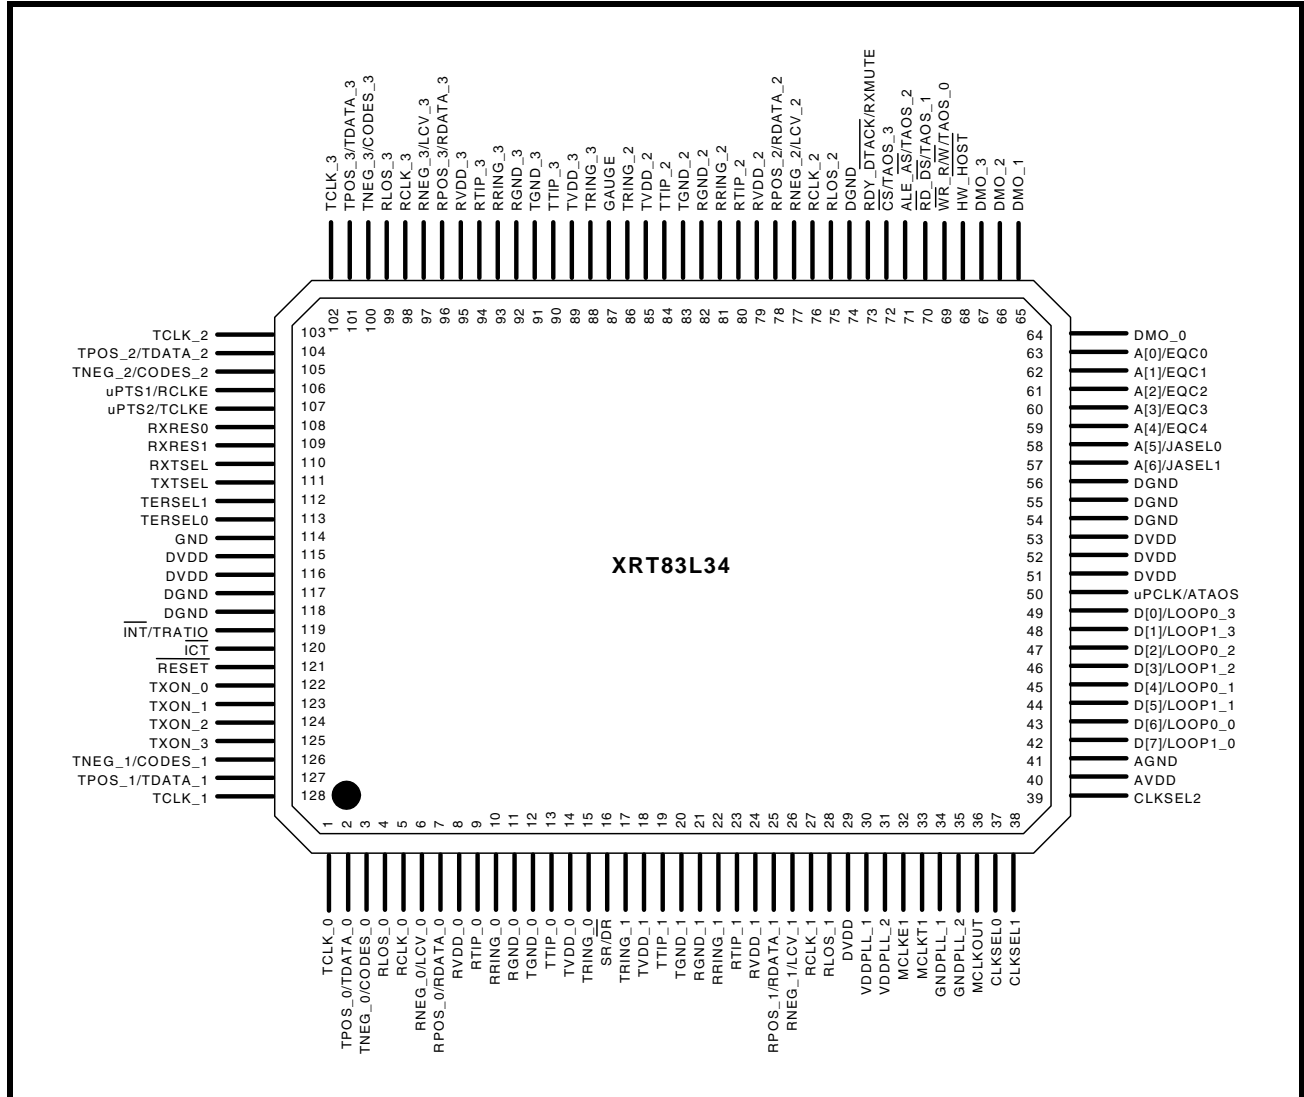 TCLK_3
TPOS_3/TDATA_3
TNEG_3/CODES_3
RLOS_3
RCLK_3
RNEG_3/LCV_3
RPOS_3/RDATA_3
RVDD_3
RTIP_3
RRING_3
RGND_3
TGND_3
TTIP_3
TVDD_3
TRING_3
GAUGE
TRING_2
TVDD_2
TTIP_2
TGND_2
RGND_2
RRING_2
RTIP_2
RVDD_2
RPOS_2/RDATA_2
RNEG_2/LCV_2
RCLK_2
RLOS_2
DGND
RDY_DTACK/RXMUTE
CS/TAOS_3
ALE_AS/TAOS_2
RD_DS/TAOS_1
WR_R/W/TAOS_0
HW_HOST
DMO_3
DMO_2
DMO_1
102
101
100
99
98
97
96
95
94
93
92
91
90
89
88
87
86
85
84
83
82
81
80
79
78
77
76
75
74
73
72
71
70
69
68
67
66
65
TCLK_2 103
TPOS_2/TDATA_2 104
TNEG_2/CODES_2 105
uPTS1/RCLKE 106
uPTS2/TCLKE 107
RXRES0 108
RXRES1 109
RXTSEL 110
TXTSEL 111
TERSEL1 112
TERSEL0 113
GND 114
DVDD 115
DVDD 116
DGND 117
DGND 118
INT/TRATIO 119
ICT 120
RESET 121
TXON_0 122
TXON_1 123
TXON_2 124
TXON_3 125
TNEG_1/CODES_1 126
TPOS_1/TDATA_1 127
TCLK_1 128
XRT83L34
64 DMO_0
63 A[0]/EQC0
62 A[1]/EQC1
61 A[2]/EQC2
60 A[3]/EQC3
59 A[4]/EQC4
58 A[5]/JASEL0
57 A[6]/JASEL1
56 DGND
55 DGND
54 DGND
53 DVDD
52 DVDD
51 DVDD
50 uPCLK/ATAOS
49 D[0]/LOOP0_3
48 D[1]/LOOP1_3
47 D[2]/LOOP0_2
46 D[3]/LOOP1_2
45 D[4]/LOOP0_1
44 D[5]/LOOP1_1
43 D[6]/LOOP0_0
42 D[7]/LOOP1_0
41 AGND
40 AVDD
39 CLKSEL2
1
2
3
4
5
6
7
8
9
10
11
12
13
14
15
16
17
18
19
20
21
22
23
24
25
26
27
28
29
30
31
32
33
34
35
36
37
38
TCLK_0
TPOS_0/TDATA_0
TNEG_0/CODES_0
RLOS_0
RCLK_0
RNEG_0/LCV_0
RPOS_0/RDATA_0
RVDD_0
RTIP_0
RRING_0
RGND_0
TGND_0
TTIP_0
TVDD_0
TRING_0
SR/DR
TRING_1
TVDD_1
TTIP_1
TGND_1
RGND_1
RRING_1
RTIP_1
RVDD_1
RPOS_1/RDATA_1
RNEG_1/LCV_1
RCLK_1
RLOS_1
DVDD
VDDPLL_1
VDDPLL_2
MCLKE1
MCLKT1
GNDPLL_1
GNDPLL_2
MCLKOUT
CLKSEL0
CLKSEL1